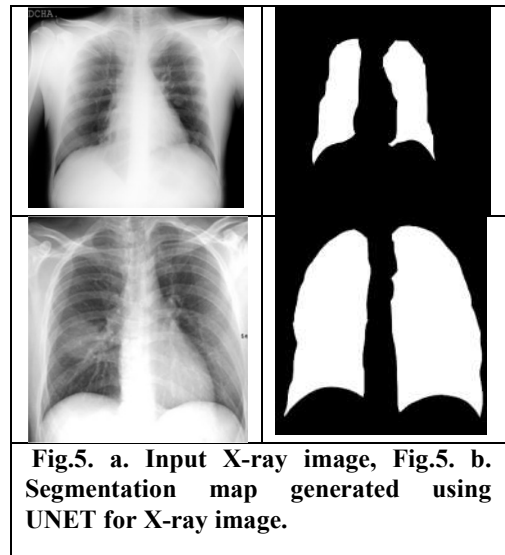 DCHA.
Fig.5. a. Input X-ray image, Fig.5. b.
Segmentation map generated using
UNET for X-ray image.